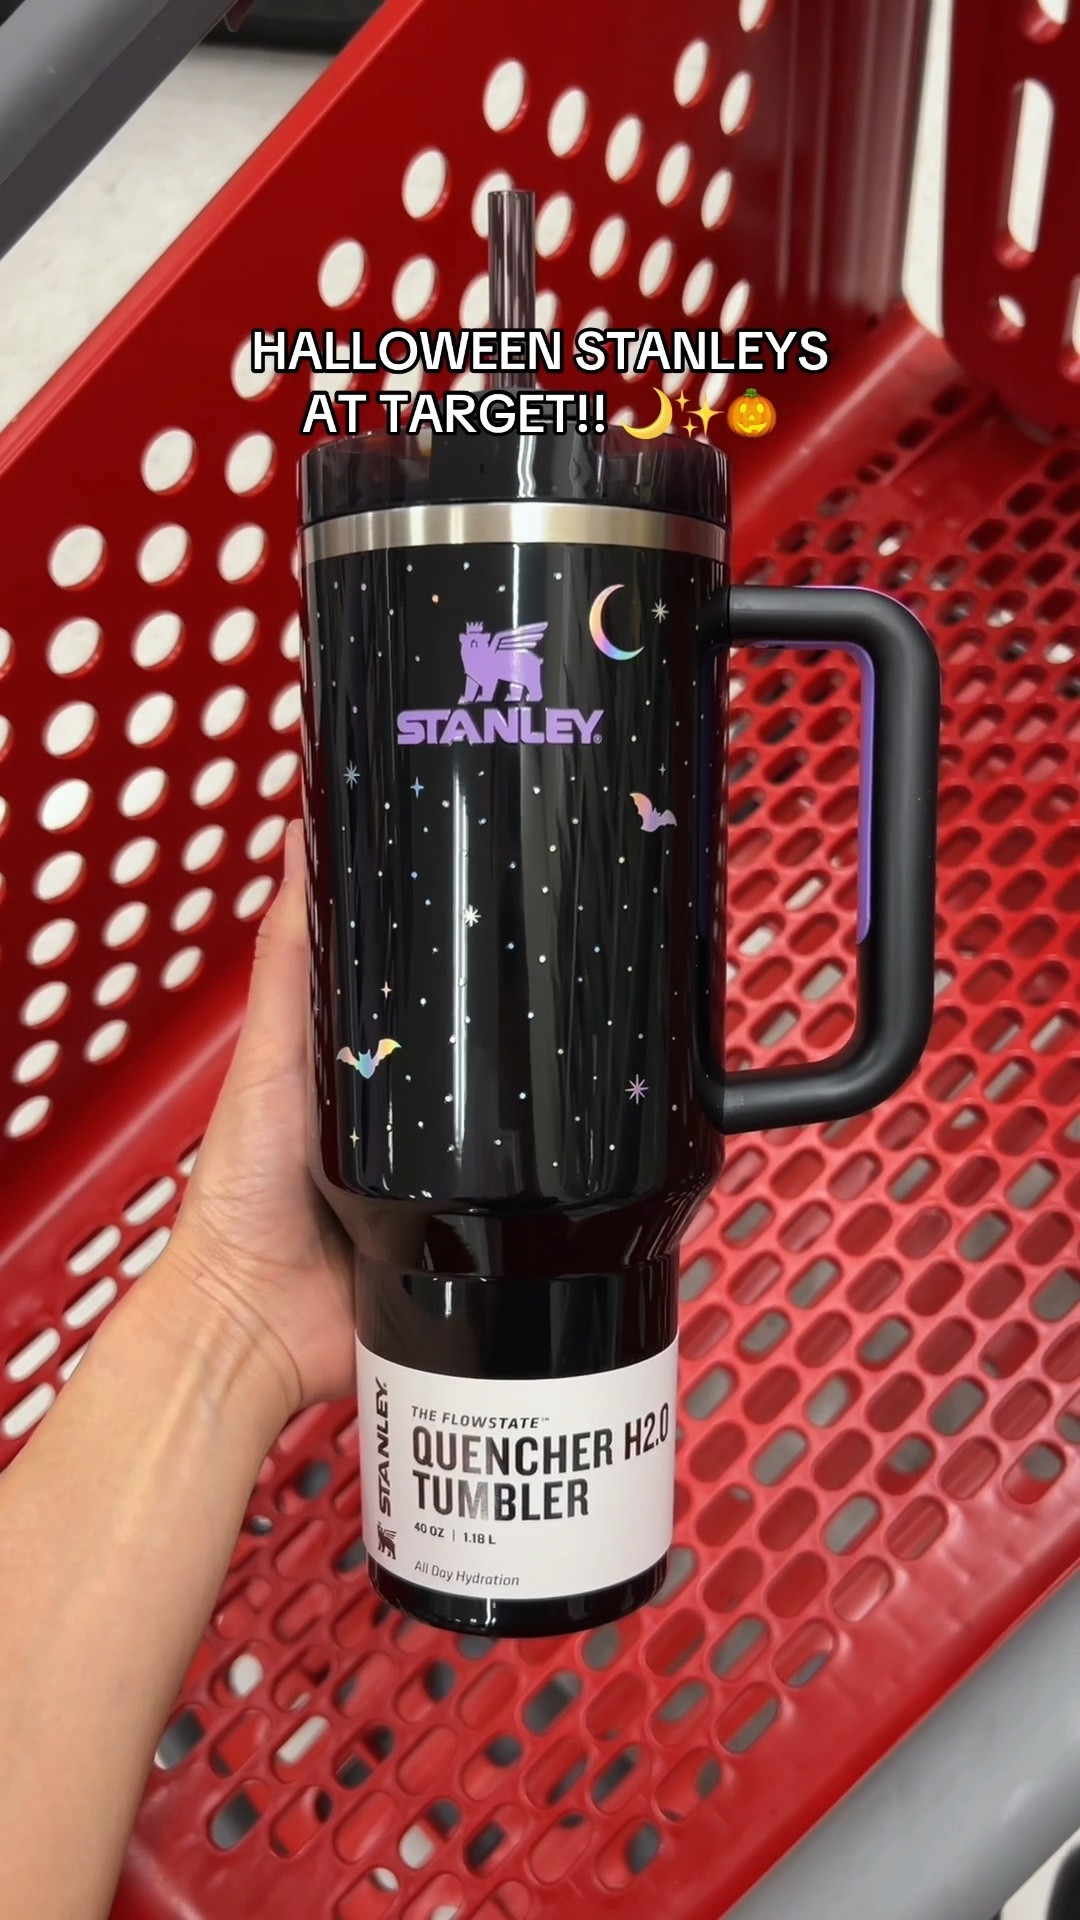 HALLOWEEN STANLEYS
AT TARGET!! 🌙✨🎃
STANLEY®
STANLEY®
THE FLOWSTATE™
QUENCHER H2.0
TUMBLER
40 OZ | 1.18 L
All Day Hydration